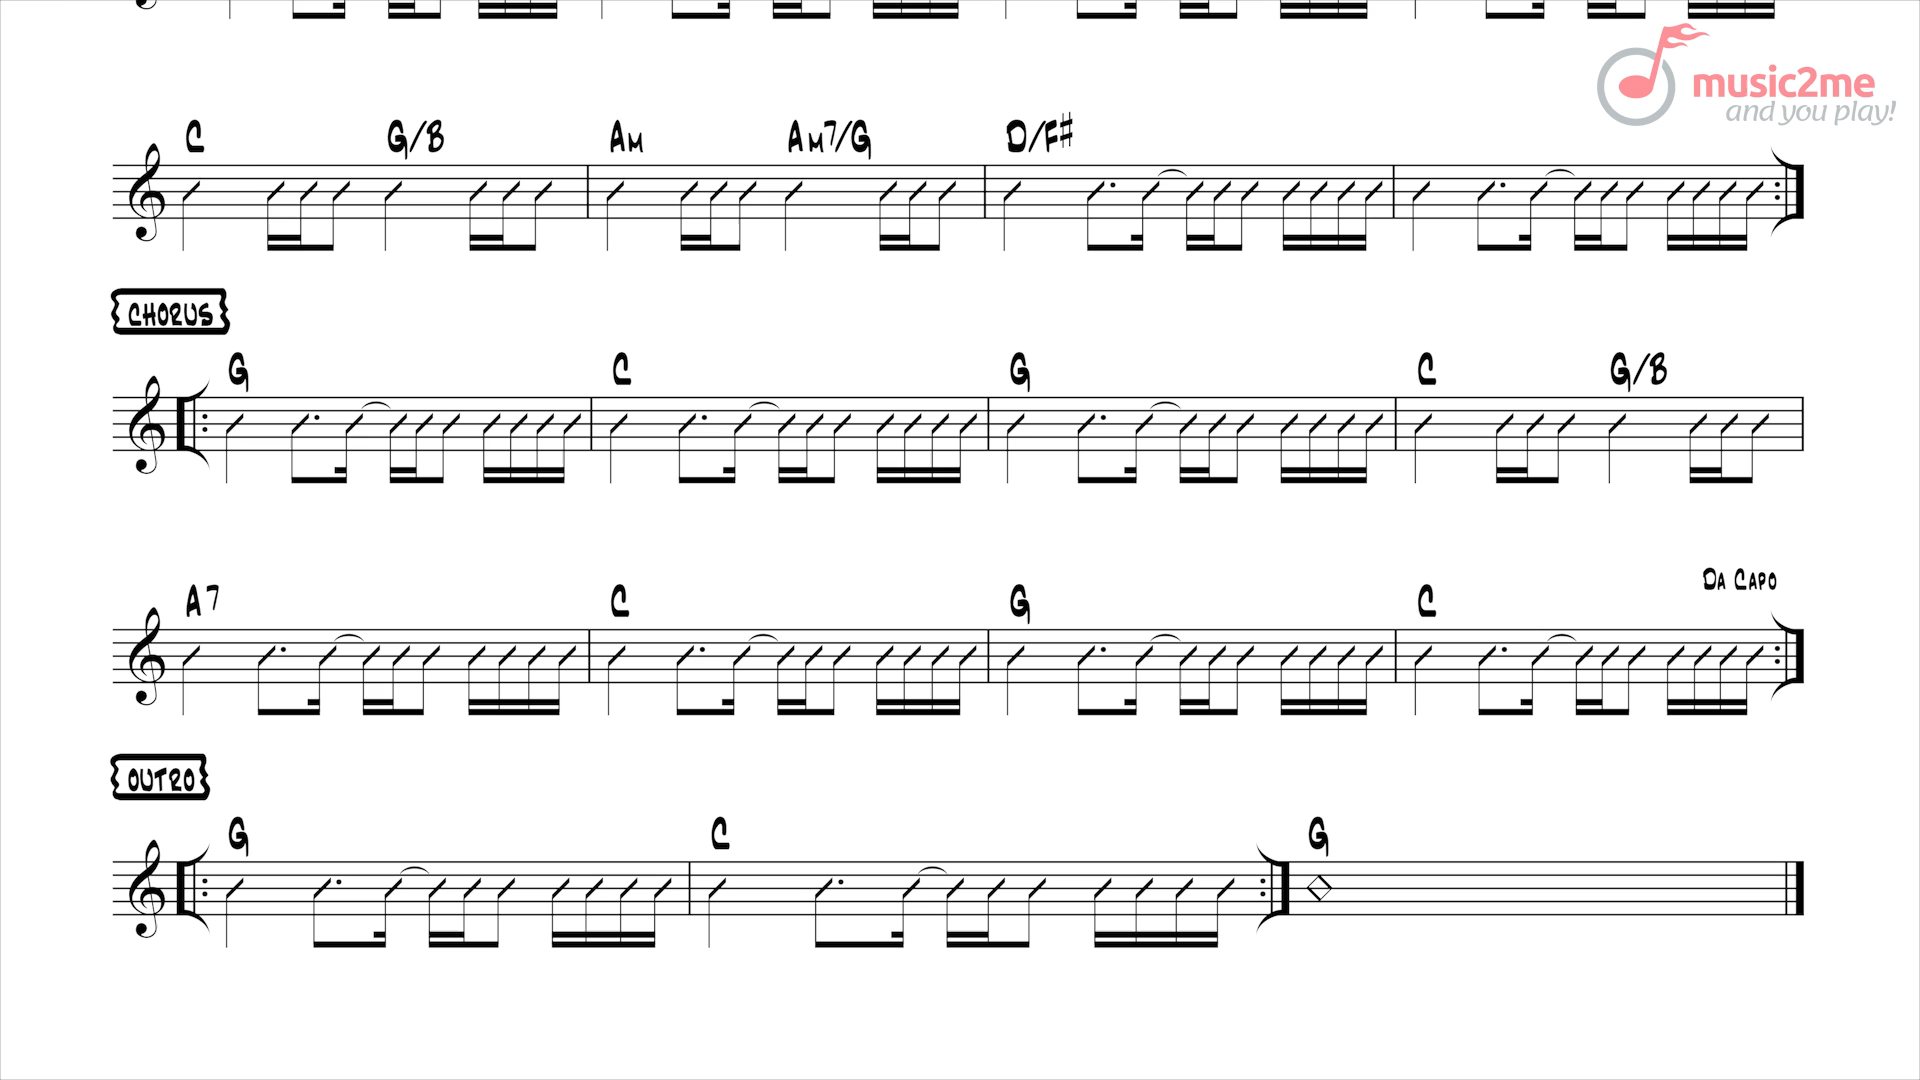 music2me
and you play!
C G/B Am Am7/G D/F#
CHORUS
G C G C G/B
Da Capo
A7 C G C
OUTRO
G C G